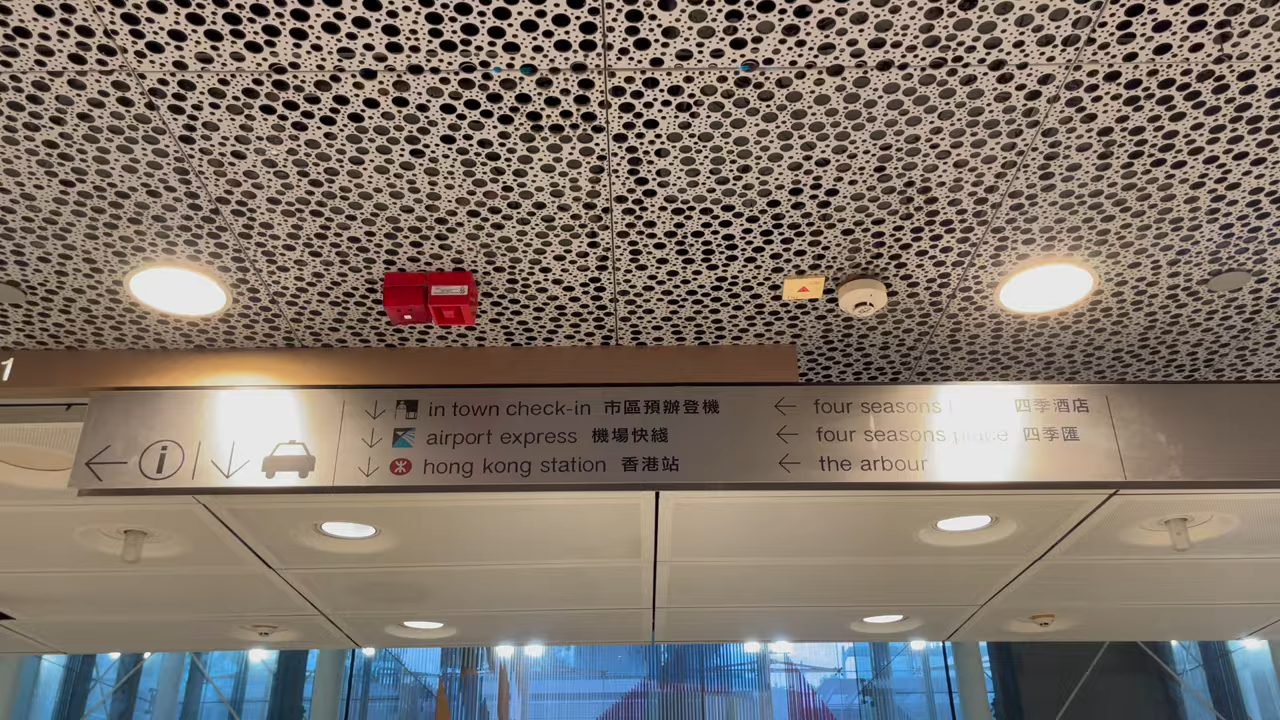 1
in town check-in 市區預辦登機
airport express 機場快綫
hong kong station 香港站
four seasons 四季酒店
four seasons place 四季匯
the arbour